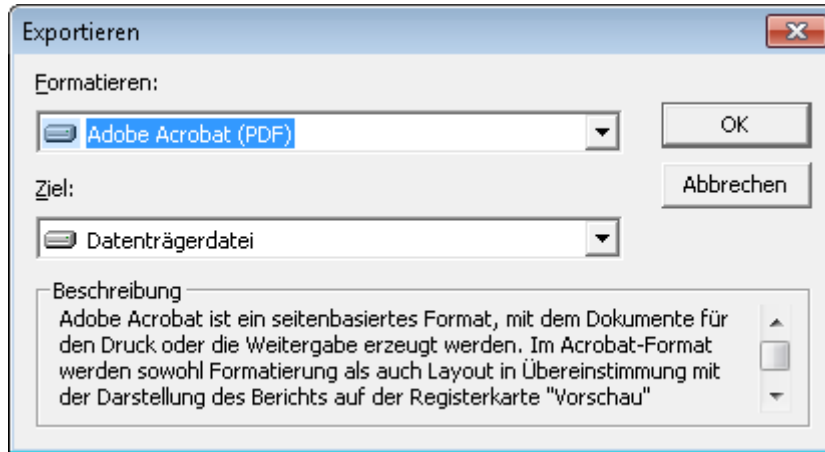 Exportieren
Formatieren:
Adobe Acrobat (PDF)
OK
Ziel:
Abbrechen
Datenträgerdatei
Beschreibung
Adobe Acrobat ist ein seitenbasiertes Format, mit dem Dokumente für
den Druck oder die Weitergabe erzeugt werden. Im Acrobat-Format
werden sowohl Formatierung als auch Layout in Übereinstimmung mit
der Darstellung des Berichts auf der Registerkarte "Vorschau"